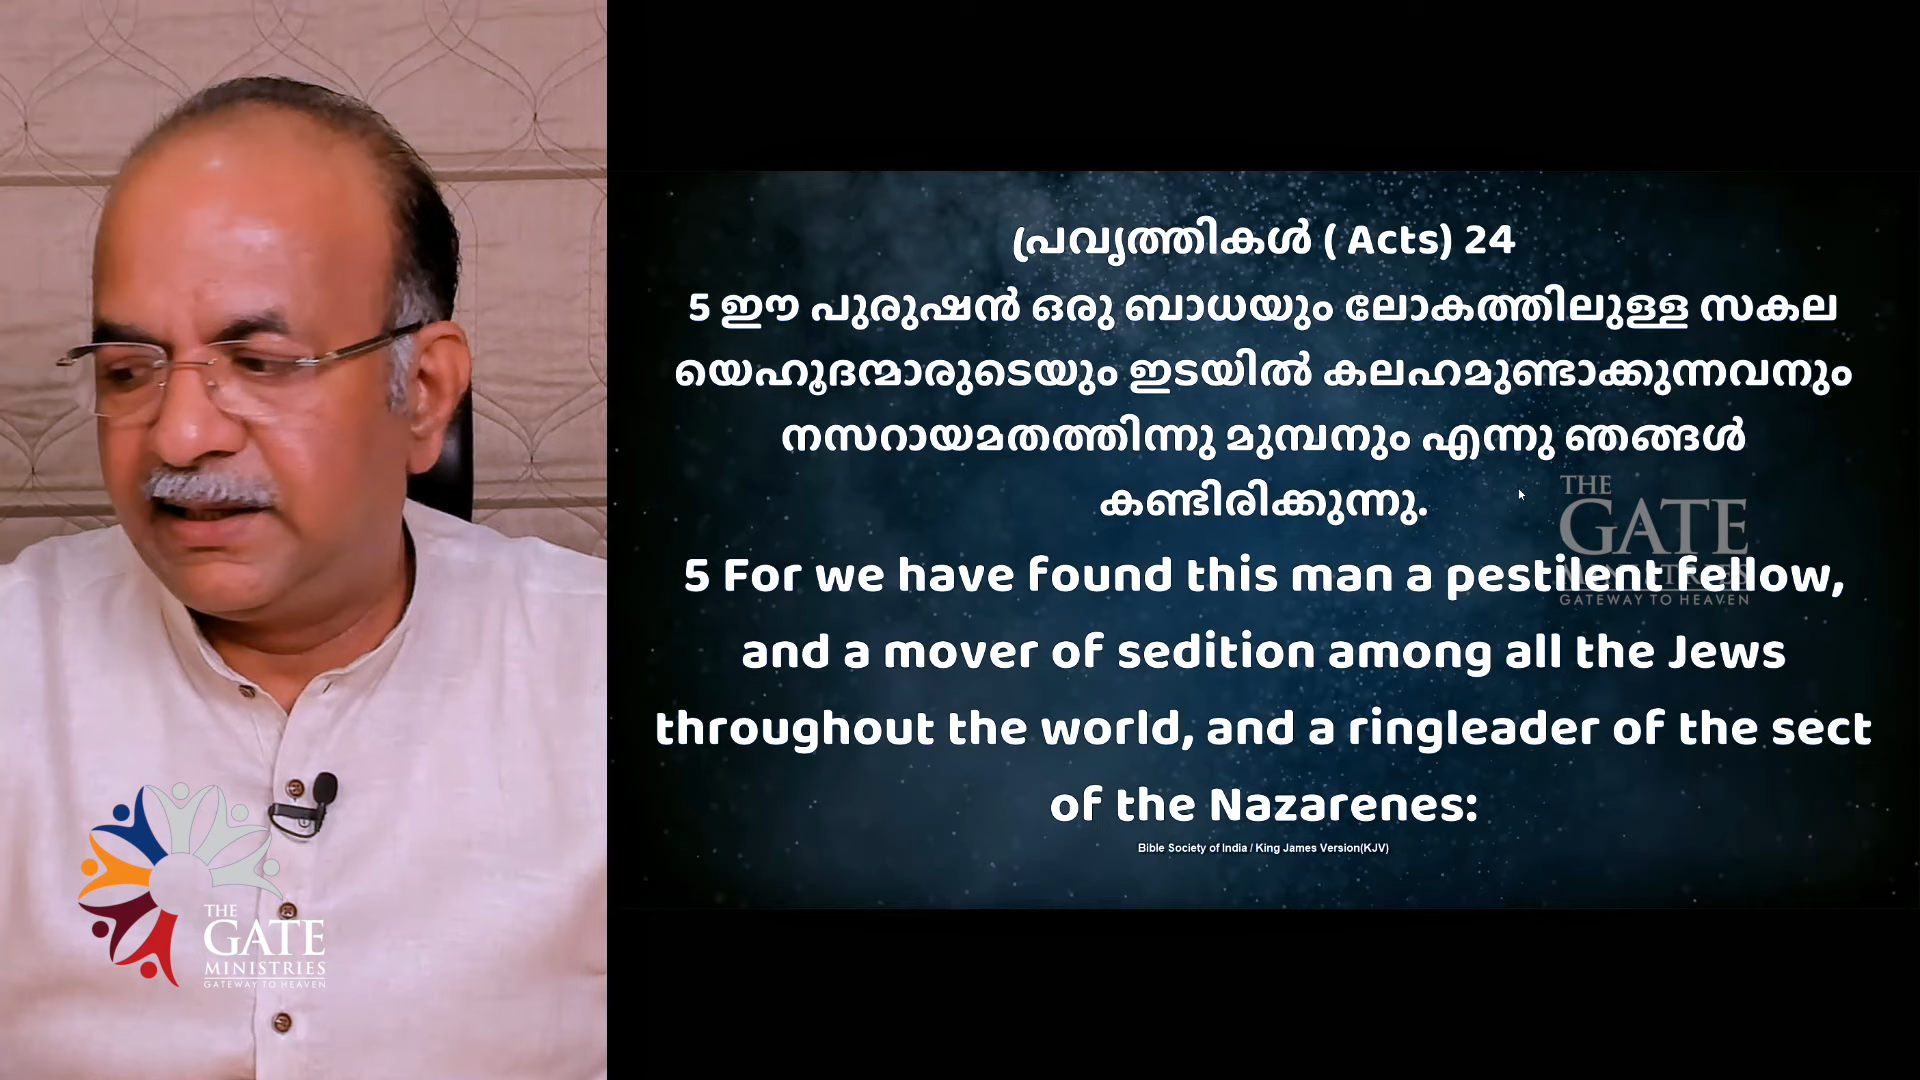 പ്രവൃത്തികൾ ( Acts) 24
5 ഈ പുരുഷൻ ഒരു ബാധയും ലോകത്തിലുള്ള സകല
യെഹൂദന്മാരുടെയും ഇടയിൽ കലഹമുണ്ടാക്കുന്നവനും
നസറായമതത്തിന്നു മുമ്പനും എന്നു ഞങ്ങൾ
കണ്ടിരിക്കുന്നു.
THE
GATE
MINISTRIES
GATEWAY TO HEAVEN
5 For we have found this man a pestilent fellow,
and a mover of sedition among all the Jews
throughout the world, and a ringleader of the sect
of the Nazarenes:
Bible Society of India / King James Version(KJV)
THE
GATE
MINISTRIES
GATEWAY TO HEAVEN